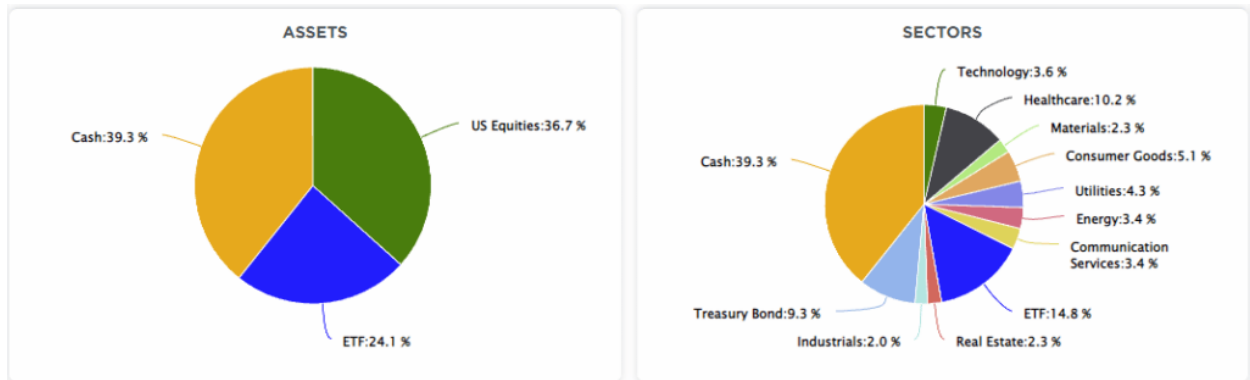 ASSETS
Cash:39.3 %
US Equities:36.7 %
ETF:24.1 %
SECTORS
Technology:3.6 %
Healthcare:10.2 %
Materials:2.3 %
Consumer Goods:5.1 %
Cash:39.3 %
Utilities:4.3 %
Energy:3.4 %
Communication
Services:3.4 %
Treasury Bond:9.3 %
ETF:14.8 %
Industrials:2.0 %
Real Estate:2.3 %